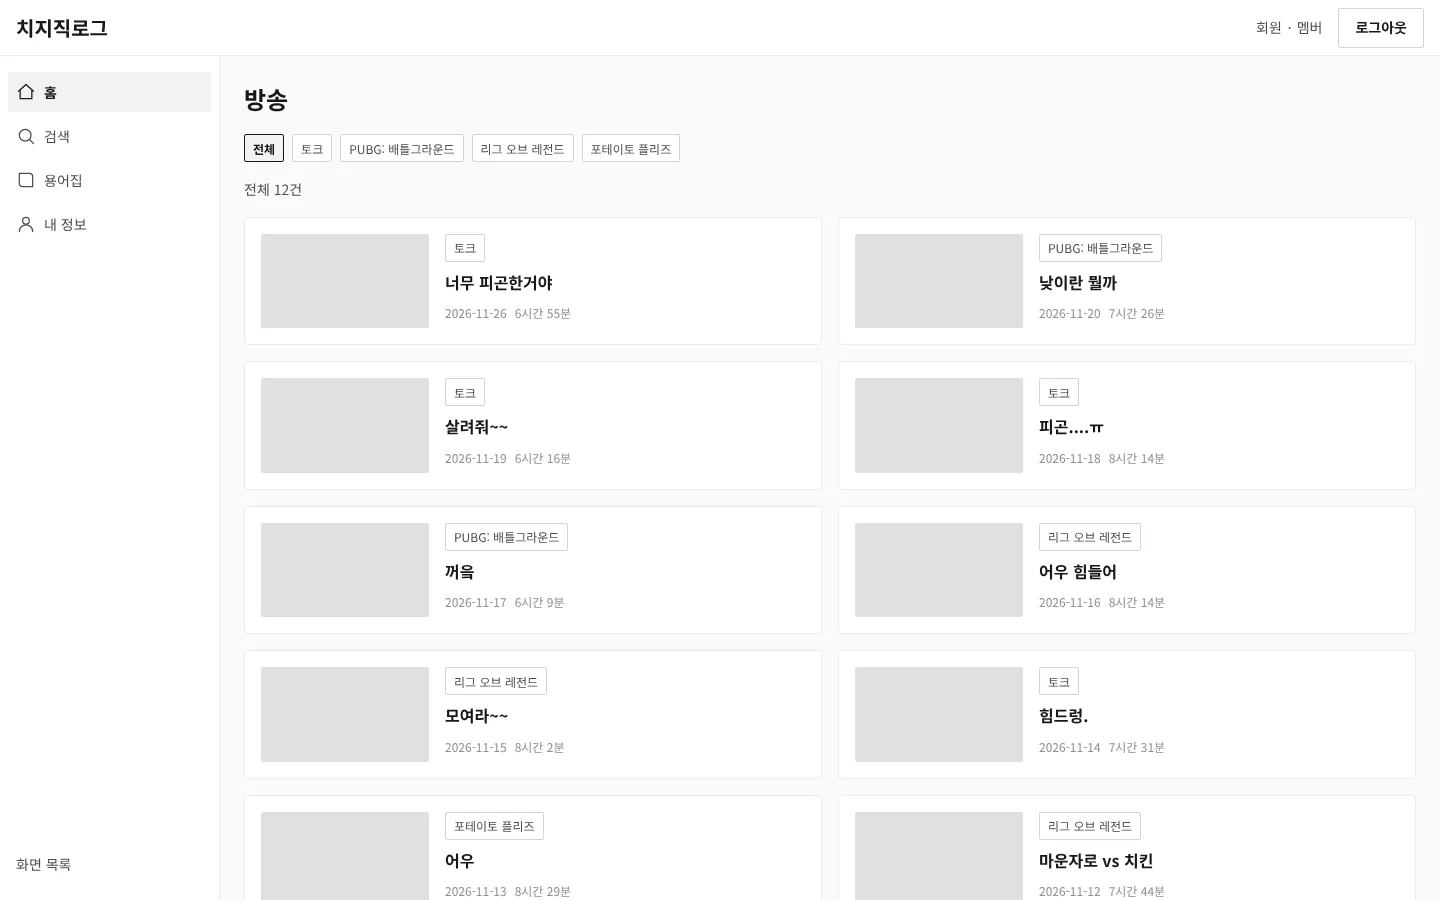 치지직로그
회원 · 멤버
로그아웃
홈
검색
용어집
내 정보
화면 목록
방송
전체
토크
PUBG: 배틀그라운드
리그 오브 레전드
포테이토 플리즈
전체 12건
토크
너무 피곤한거야
2026-11-26 6시간 55분
PUBG: 배틀그라운드
낮이란 뭘까
2026-11-20 7시간 26분
토크
살려줘~~
2026-11-19 6시간 16분
토크
피곤....ㅠ
2026-11-18 8시간 14분
PUBG: 배틀그라운드
꺼윽
2026-11-17 6시간 9분
리그 오브 레전드
어우 힘들어
2026-11-16 8시간 14분
리그 오브 레전드
모여라~~
2026-11-15 8시간 2분
토크
힘드렁.
2026-11-14 7시간 31분
포테이토 플리즈
어우
2026-11-13 8시간 29분
리그 오브 레전드
마운자로 vs 치킨
2026-11-12 7시간 44분